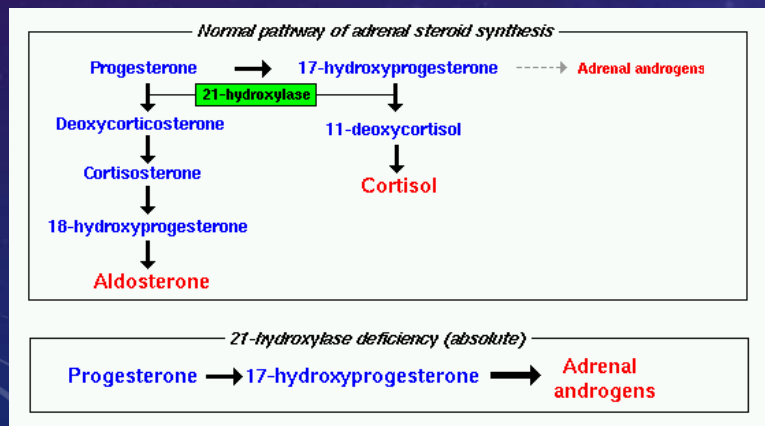 Normal pathway of adrenal steroid synthesis
Progesterone 17-hydroxyprogesterone Adrenal androgens
21-hydroxylase
Deoxycorticosterone 11-deoxycortisol
Cortisosterone
Cortisol
18-hydroxyprogesterone
Aldosterone
21-hydroxylase deficiency (absolute)
Progesterone 17-hydroxyprogesterone Adrenal
androgens